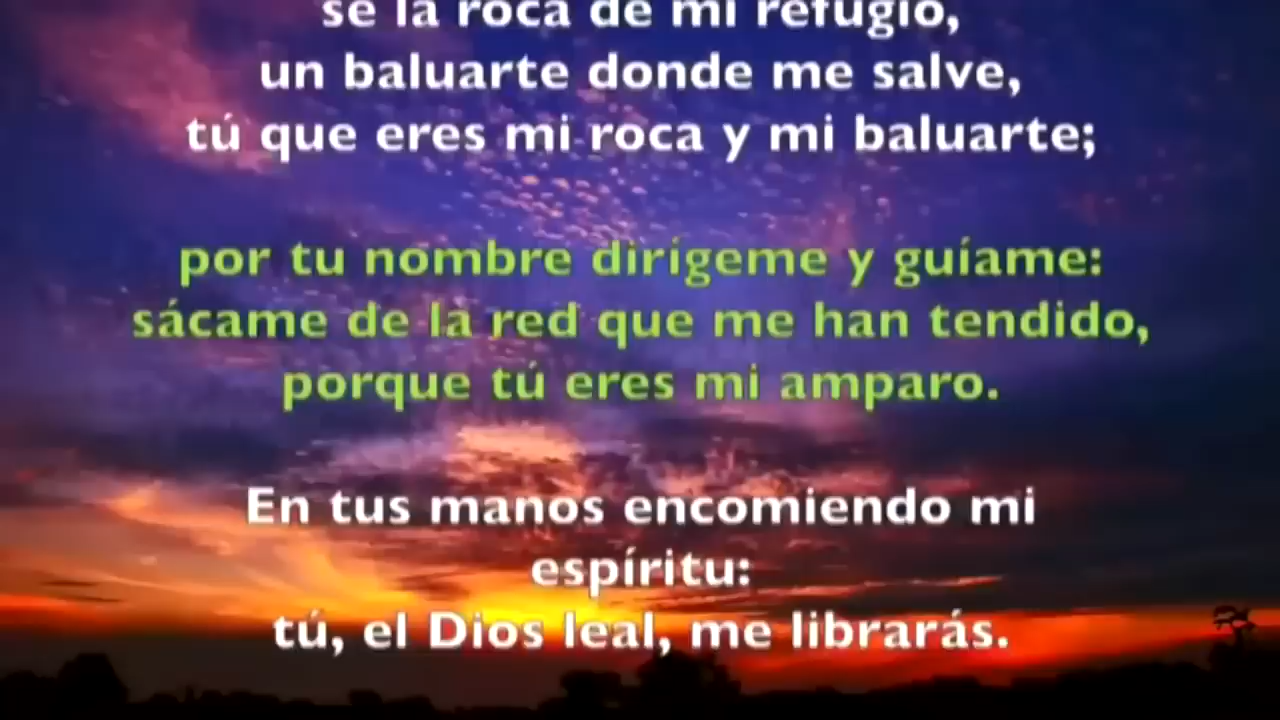 sé la roca de mi refugio,
un baluarte donde me salve,
tú que eres mi roca y mi baluarte;
por tu nombre dirígeme y guíame:
sácame de la red que me han tendido,
porque tú eres mi amparo.
En tus manos encomiendo mi
espíritu:
tú, el Dios leal, me librarás.